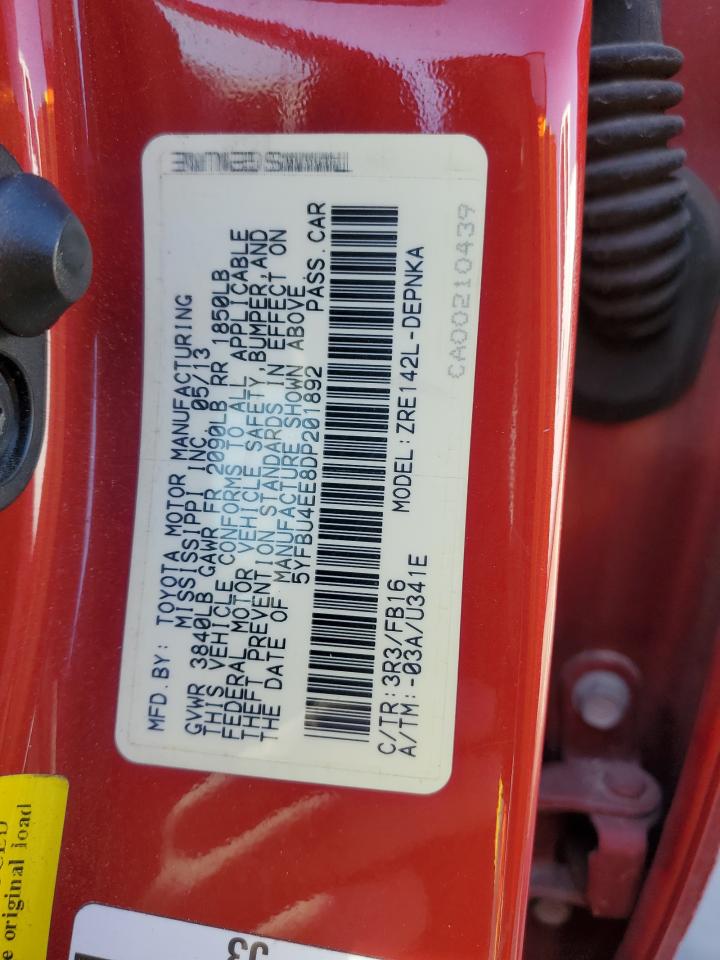 MFD.BY: TOYOTA MOTOR MANUFACTURING
MISSISSIPPI INC. 05/13
GVWR 3840LB GAWR FR 2090LB RR 1850LB
THIS VEHICLE CONFORMS TO ALL APPLICABLE
FEDERAL MOTOR VEHICLE SAFETY, BUMPER, AND
THEFT PREVENTION STANDARDS IN EFFECT ON
THE DATE OF MANUFACTURE SHOWN ABOVE.
5YFBU4EE8DP201892 PASS.CAR
C/TR:3R3/FB16 MODEL:ZRE142L-DEPNKA
A/TM:-03A/U341E
CA00210439
e original load